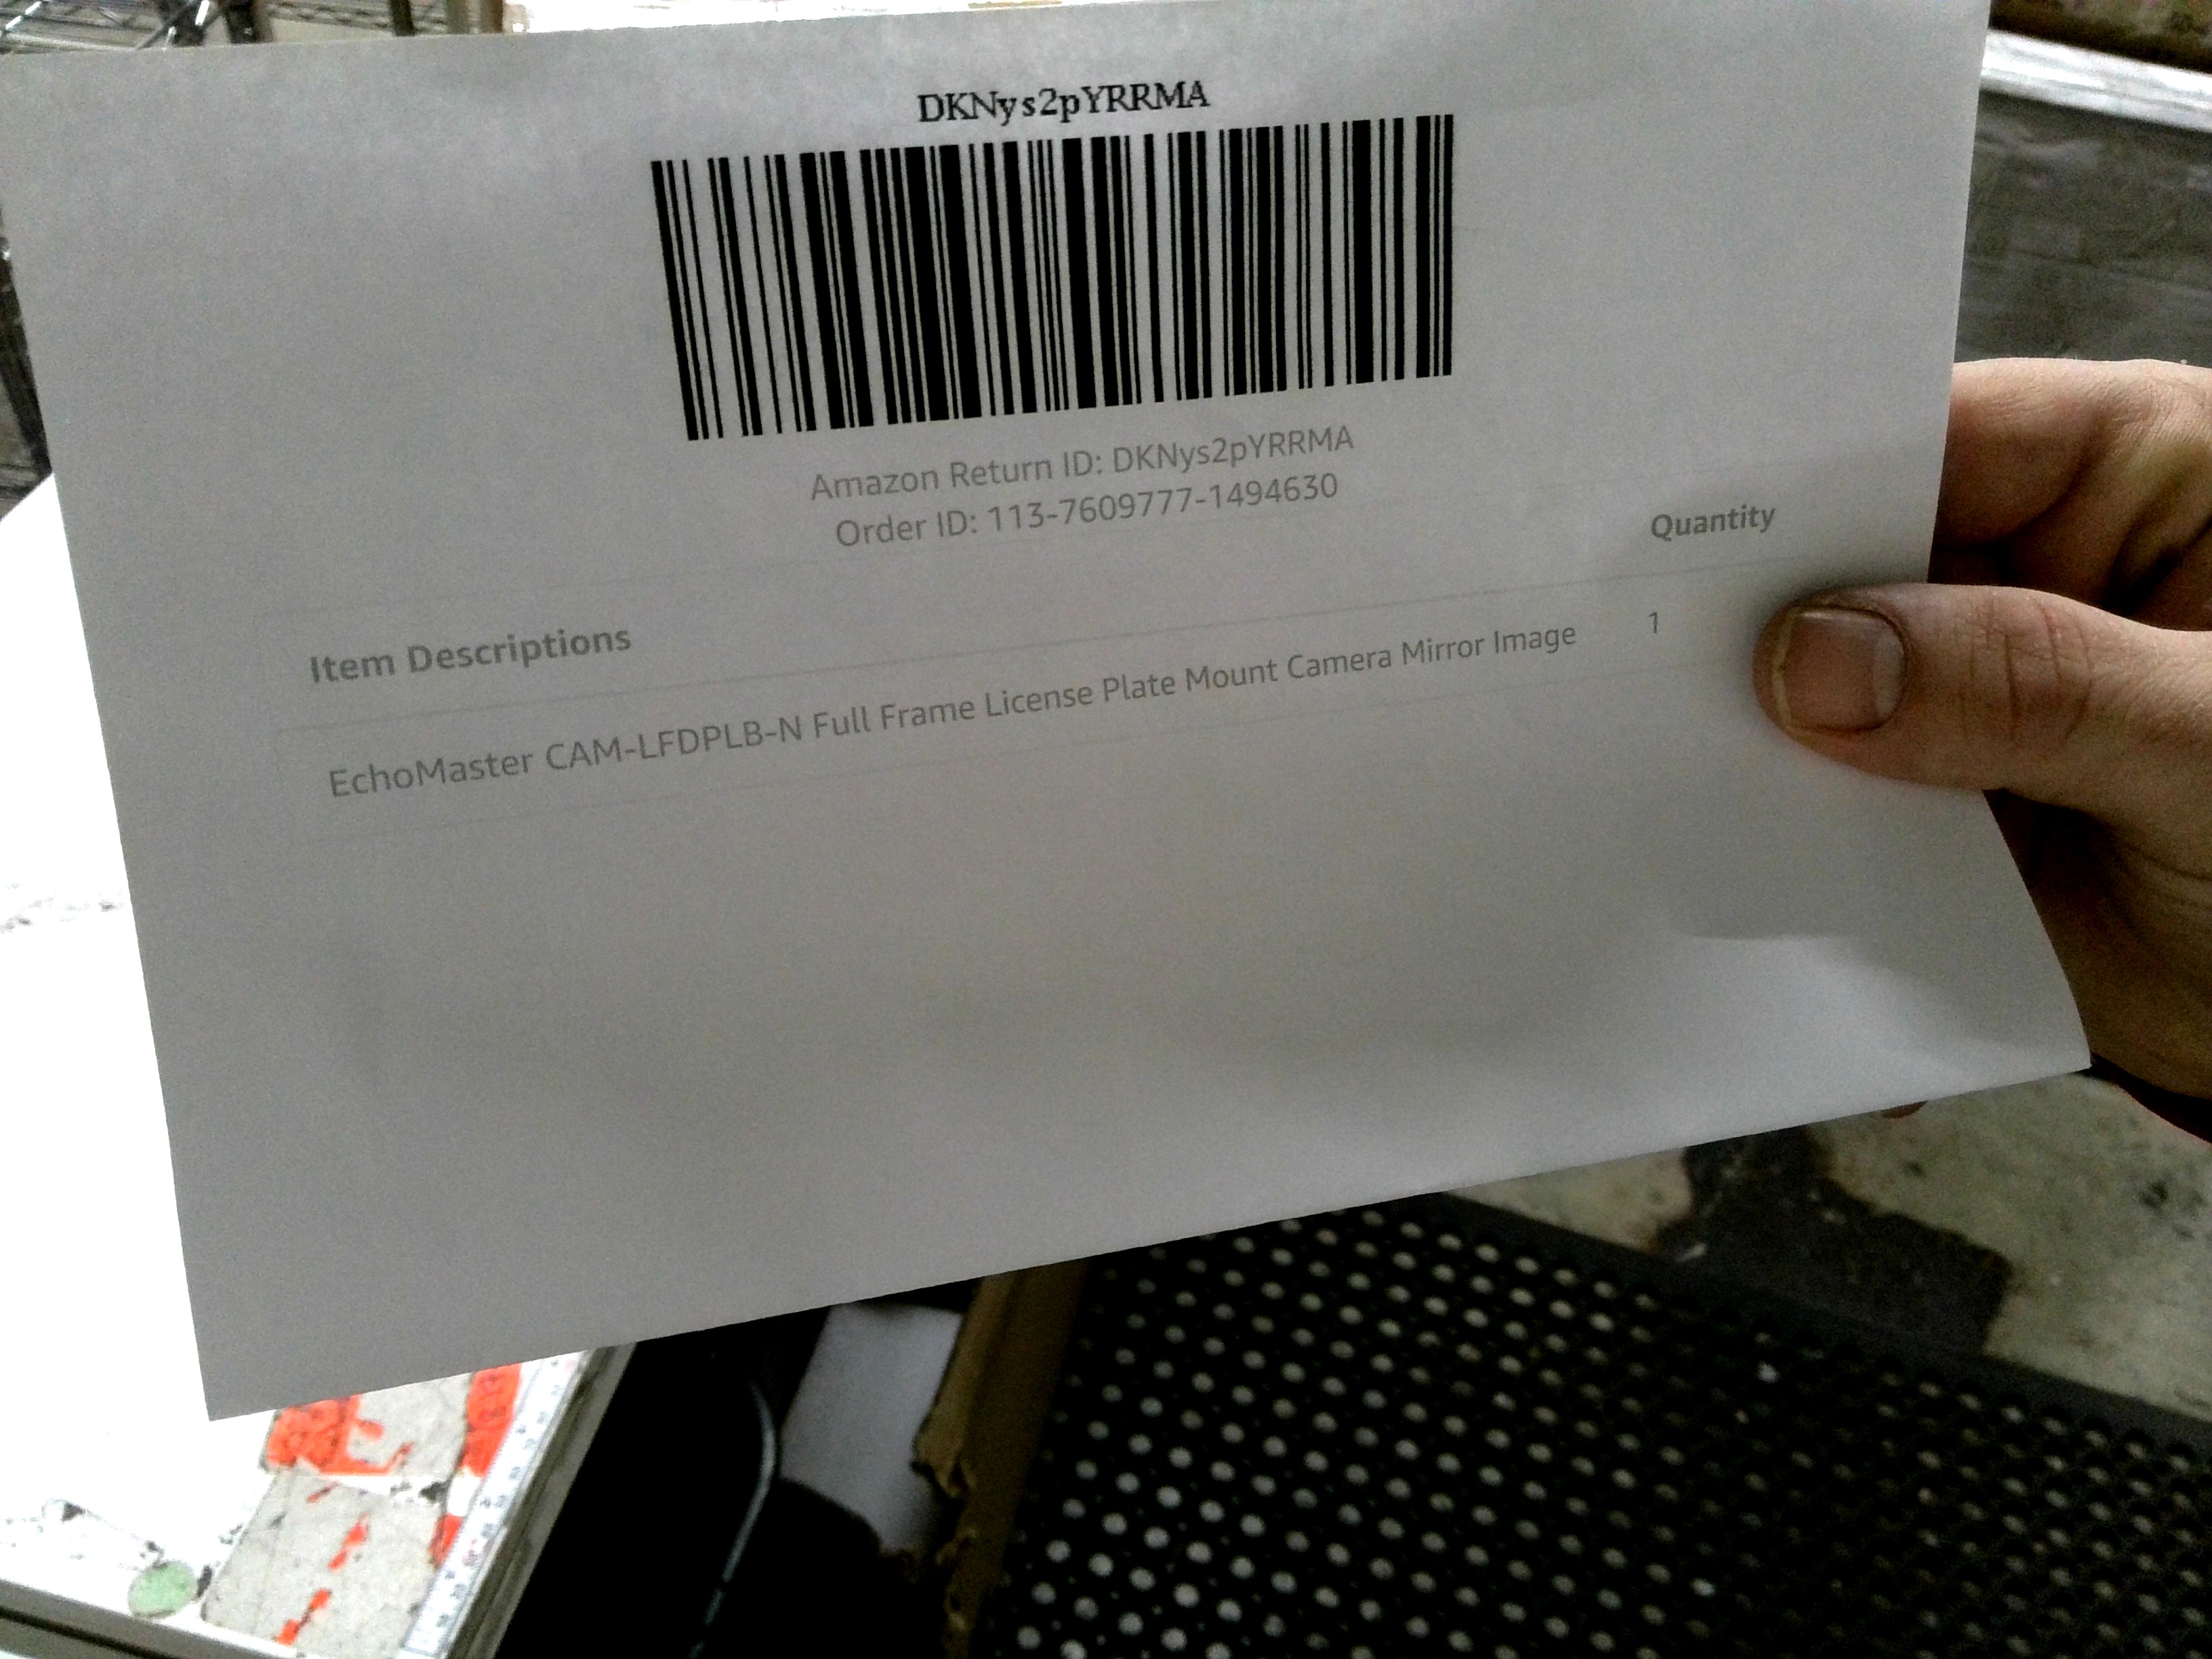 DKNys2pYRRMA
Amazon Return ID: DKNys2pYRRMA
Order ID: 113-7609777-1494630
Item Descriptions Quantity
EchoMaster CAM-LFDPLB-N Full Frame License Plate Mount Camera Mirror Image 1